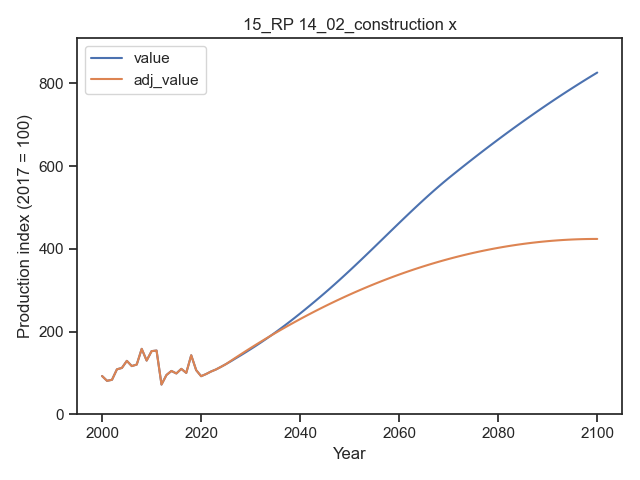 15_RP 14_02_construction x
value
adj_value
Production index (2017 = 100)
800
600
400
200
0
2000
2020
2040
2060
2080
2100
Year